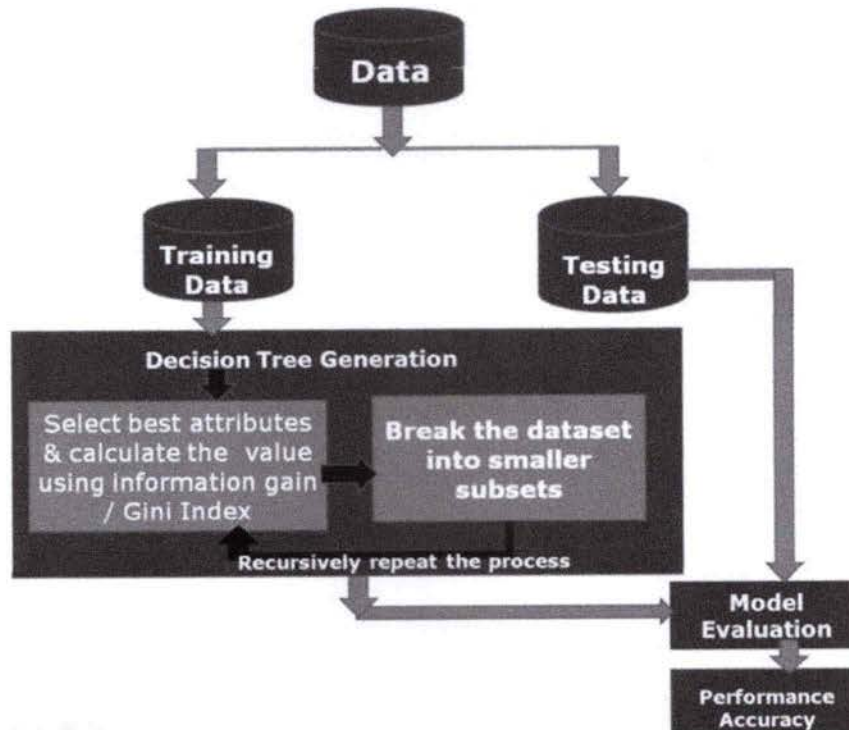 Data
Training
Data
Testing
Data
Decision Tree Generation
Select best attributes
& calculate the value
using information gain
/ Gini Index
Break the dataset
into smaller
subsets
Recursively repeat the process
Model
Evaluation
Performance
Accuracy